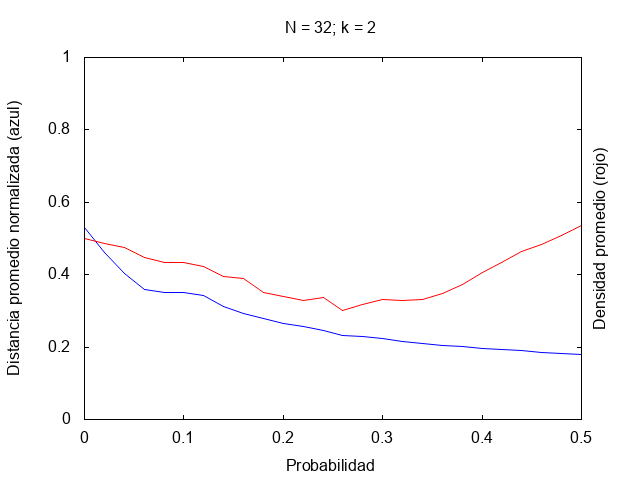 N = 32; k = 2
Distancia promedio normalizada (azul)
Densidad promedio (rojo)
1
0.8
0.6
0.4
0.2
0
0 0.1 0.2 0.3 0.4 0.5
Probabilidad